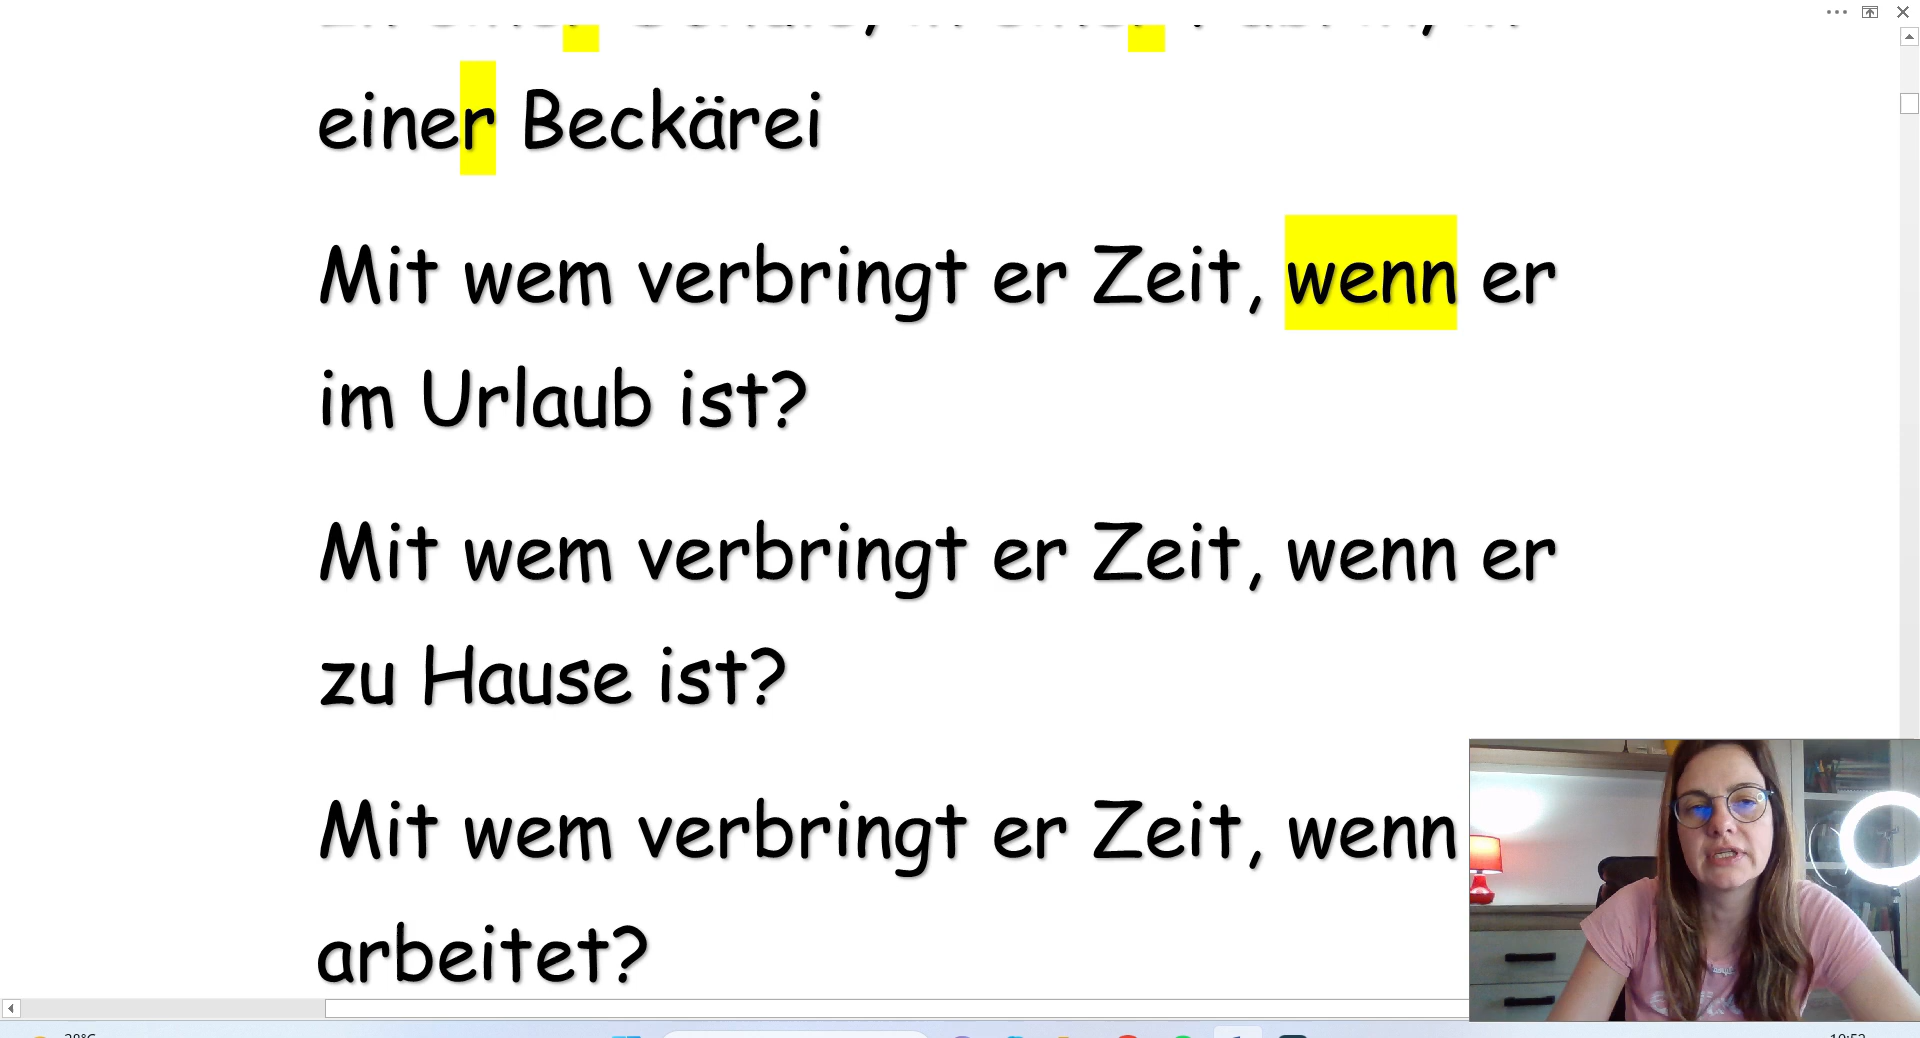 einer Beckärei
Mit wem verbringt er Zeit, wenn er
im Urlaub ist?
Mit wem verbringt er Zeit, wenn er
zu Hause ist?
Mit wem verbringt er Zeit, wenn
arbeitet?